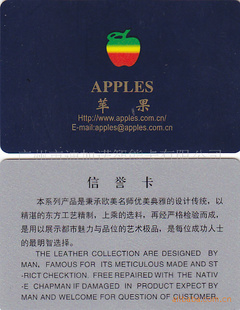 APPLES
苹 果
Http://www.apples.com.cn/
E-mail:apples@apples.com.cn
信 誉 卡
本系列产品是秉承欧美名师优美典雅的设计传统，以
精湛的东方工艺精制，上乘的选料，再经严格检验而成，
是用以展示都市魅力与品位的艺术极品，是每位成功人士
的最明智选择。
THE LEATHER COLLECTION ARE DESIGNED BY
MAN, FAMOUS FOR ITS METICULOUS MADE AND ST
-RICT CHECKTION. FREE REPAIRED WITH THE NATIV
-E CHAPMAN IF DAMAGED IN PRODUCT EXPECT BY
MAN AND WELCOME FOR QUESTION OF CUSTOMER.